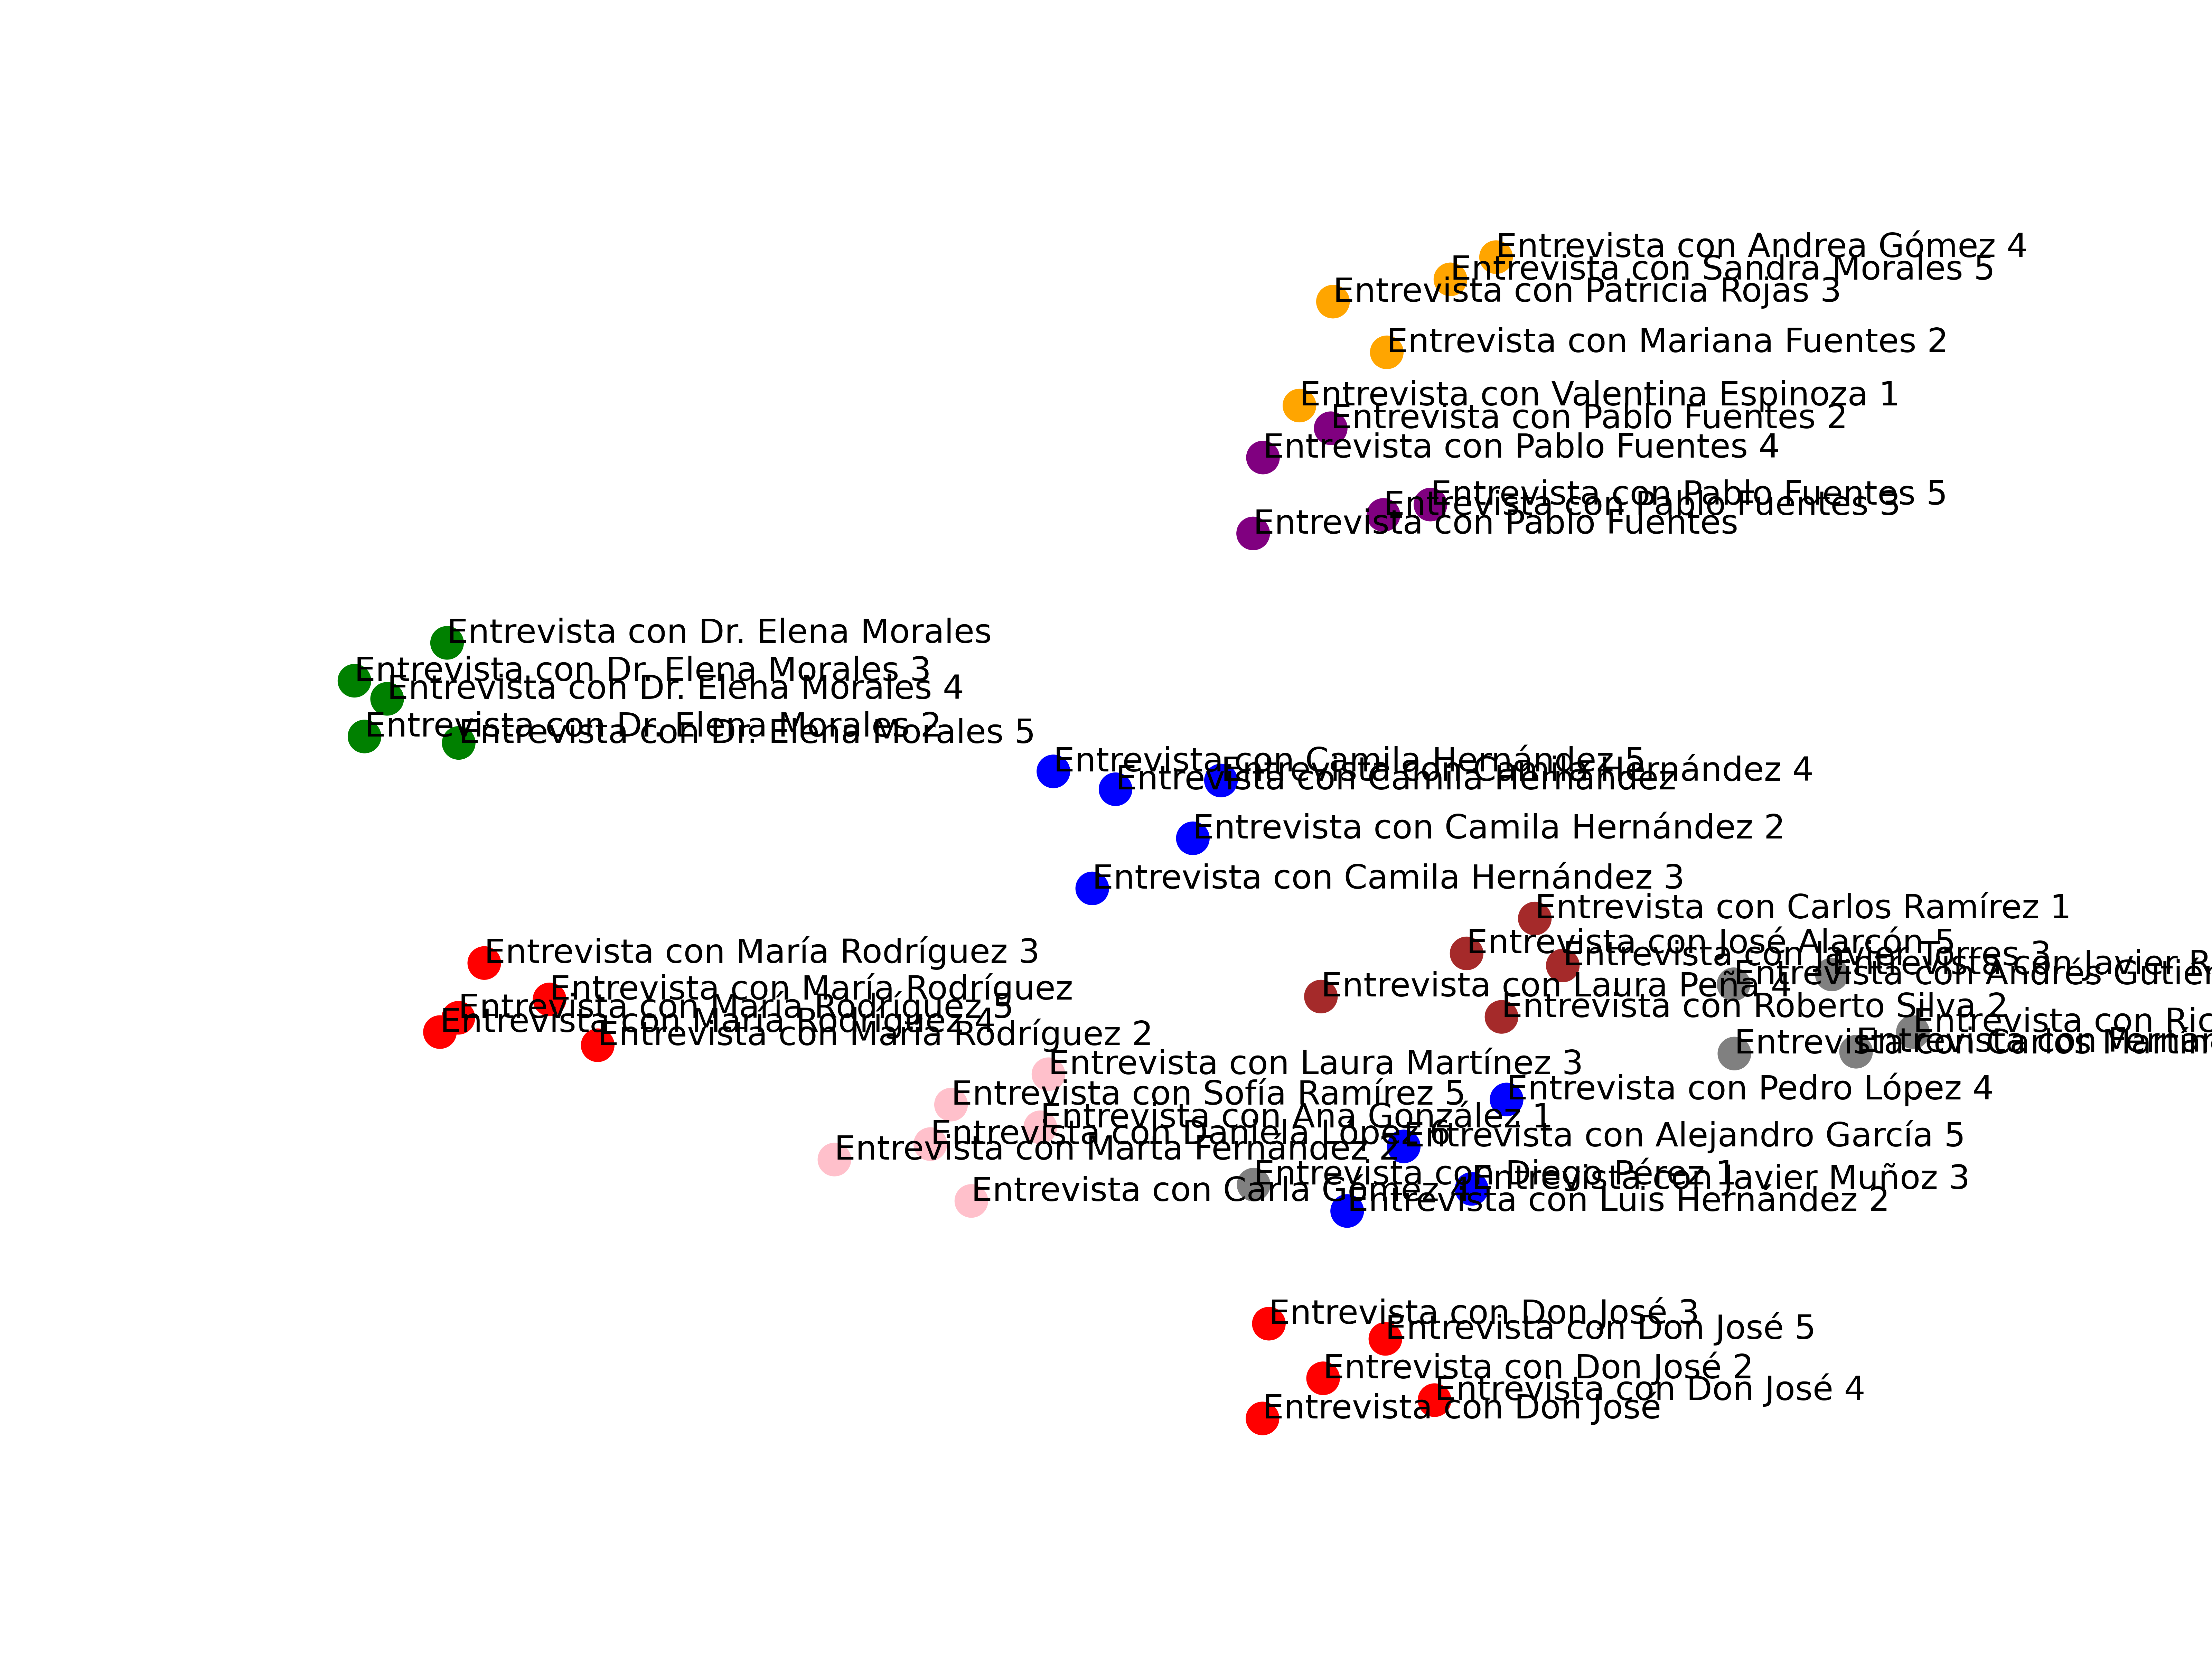 Entrevista con Andrea Gómez 4
Entrevista con Sandra Morales 5
Entrevista con Patricia Rojas 3
Entrevista con Mariana Fuentes 2
Entrevista con Valentina Espinoza 1
Entrevista con Pablo Fuentes 2
Entrevista con Pablo Fuentes 4
Entrevista con Pablo Fuentes 5
Entrevista con Pablo Fuentes 3
Entrevista con Pablo Fuentes
Entrevista con Dr. Elena Morales
Entrevista con Dr. Elena Morales 3
Entrevista con Dr. Elena Morales 4
Entrevista con Dr. Elena Morales 2
Entrevista con Dr. Elena Morales 5
Entrevista con Camila Hernández 5
Entrevista con Camila Hernández 4
Entrevista con Camila Hernández
Entrevista con Camila Hernández 2
Entrevista con Camila Hernández 3
Entrevista con Carlos Ramírez 1
Entrevista con José Alarcón 5
Entrevista con Javier Torres 3
Entrevista con Javier
Entrevista con Andrés
Entrevista con Laura Peña 4
Entrevista con Roberto Silva 2
Entrevista con María Rodríguez 3
Entrevista con María Rodríguez
Entrevista con María Rodríguez 5
Entrevista con María Rodríguez 4
Entrevista con María Rodríguez 2
Entrevista con
Entrevista con
Entrevista con Carlos
Entrevista con Laura Martínez 3
Entrevista con Sofía Ramírez 5
Entrevista con Pedro López 4
Entrevista con Ana González 1
Entrevista con Daniela López 6
Entrevista con Alejandro García 5
Entrevista con Marta Fernández 2
Entrevista con Diego Pérez 1
Entrevista con Javier Muñoz 3
Entrevista con Carla Gómez 4
Entrevista con Luis Hernández 2
Entrevista con Don José 3
Entrevista con Don José 5
Entrevista con Don José 2
Entrevista con Don José 4
Entrevista con Don José